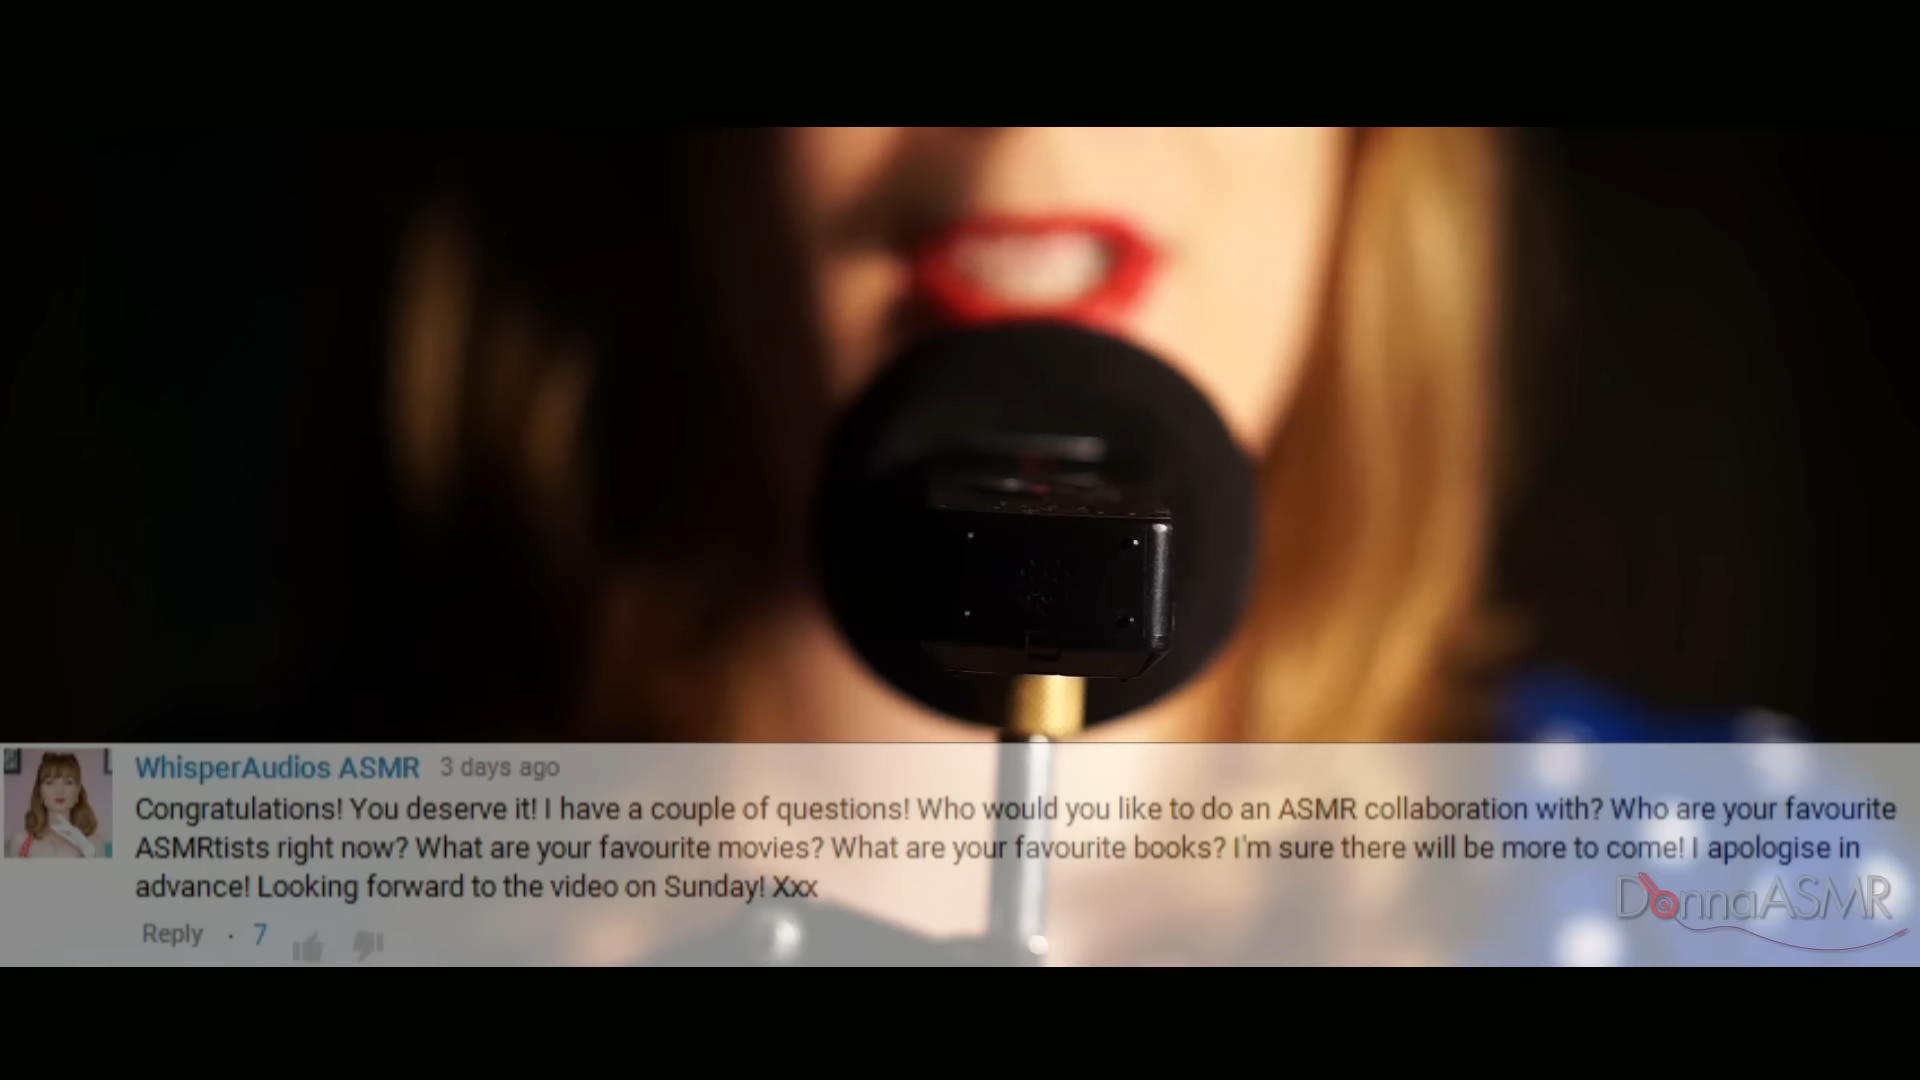 WhisperAudios ASMR 3 days ago
Congratulations! You deserve it! I have a couple of questions! Who would you like to do an ASMR collaboration with? Who are your favourite
ASMRtists right now? What are your favourite movies? What are your favourite books? I'm sure there will be more to come! I apologise in
advance! Looking forward to the video on Sunday! Xxx
Reply · 7
DonnaASMR